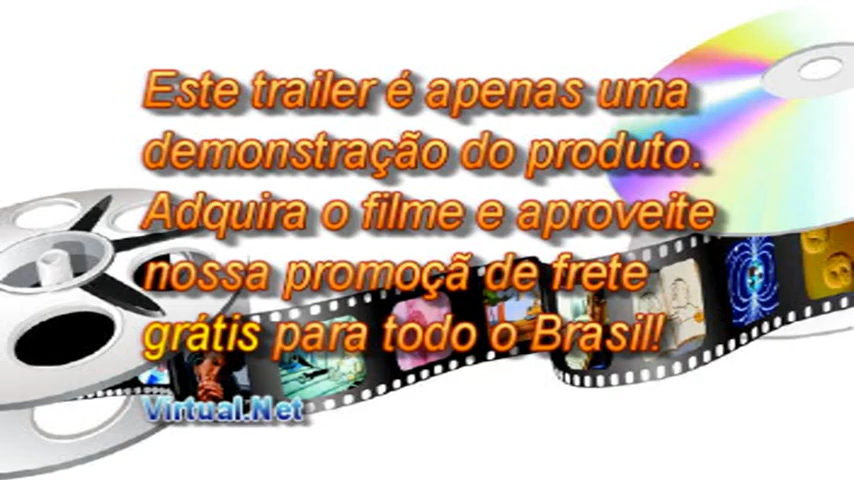 Este trailer é apenas uma
demonstração do produto.
Adquira o filme e aproveite
nossa promoçã de frete
grátis para todo o Brasil!
Virtual.Net